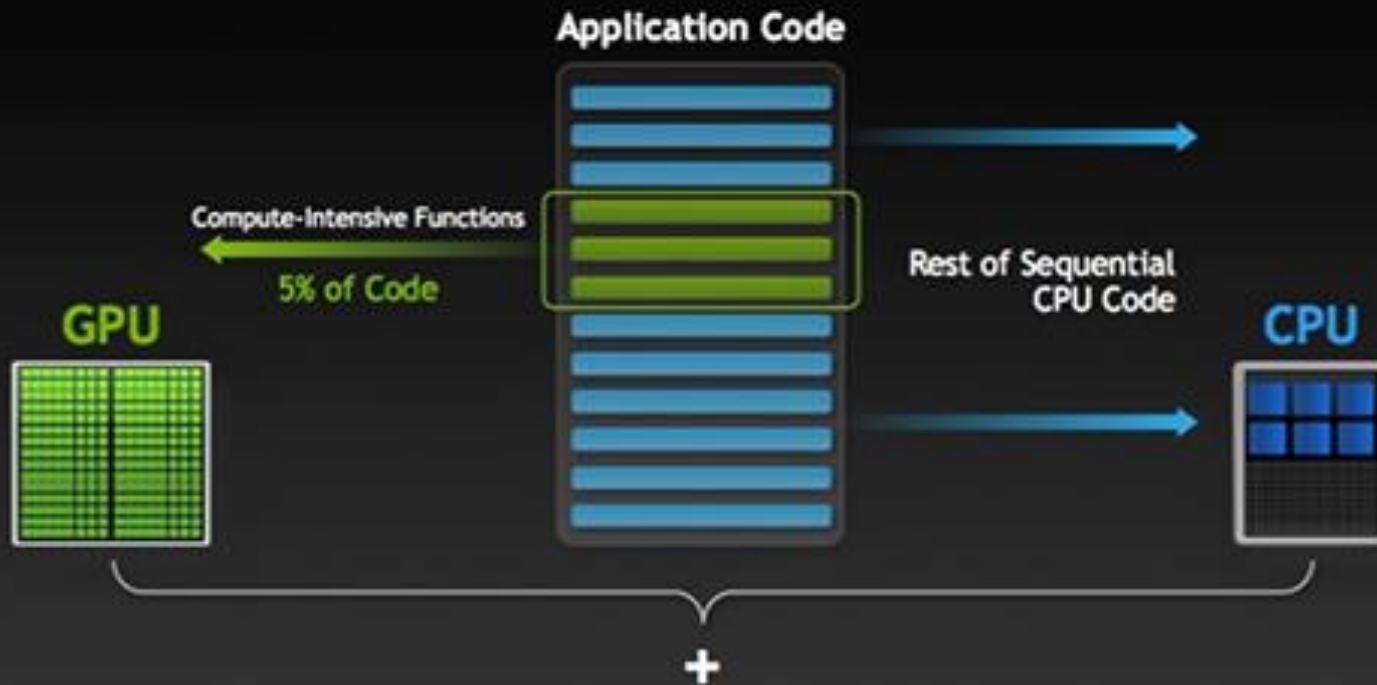 Application Code
Compute-Intensive Functions
5% of Code
Rest of Sequential
CPU Code
GPU
CPU
+